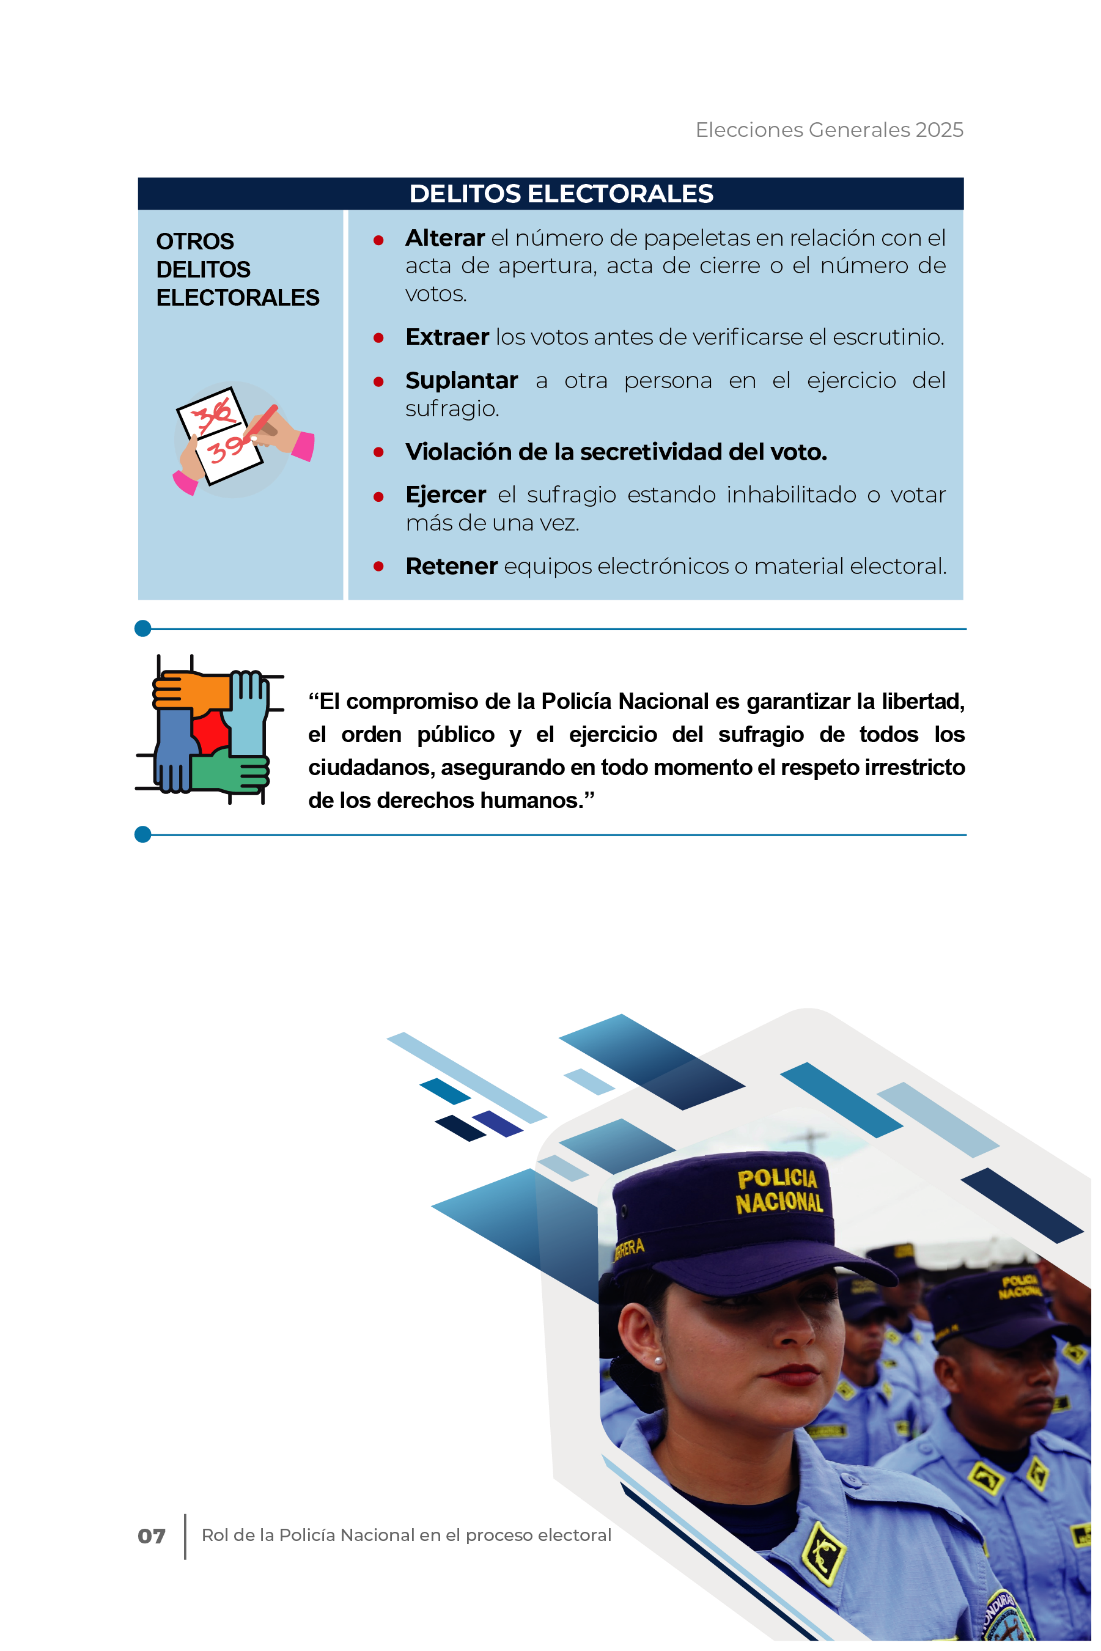 Elecciones Generales 2025
DELITOS ELECTORALES
OTROS
DELITOS
ELECTORALES
36
39
• Alterar el número de papeletas en relación con el
acta de apertura, acta de cierre o el número de
votos.
• Extraer los votos antes de verificarse el escrutinio.
• Suplantar a otra persona en el ejercicio del
sufragio.
• Violación de la secretividad del voto.
• Ejercer el sufragio estando inhabilitado o votar
más de una vez.
• Retener equipos electrónicos o material electoral.
“El compromiso de la Policía Nacional es garantizar la libertad,
el orden público y el ejercicio del sufragio de todos los
ciudadanos, asegurando en todo momento el respeto irrestricto
de los derechos humanos.”
POLICIA
NACIONAL
POLICIA
NACIONAL
HONDURAS
07
Rol de la Policía Nacional en el proceso electoral